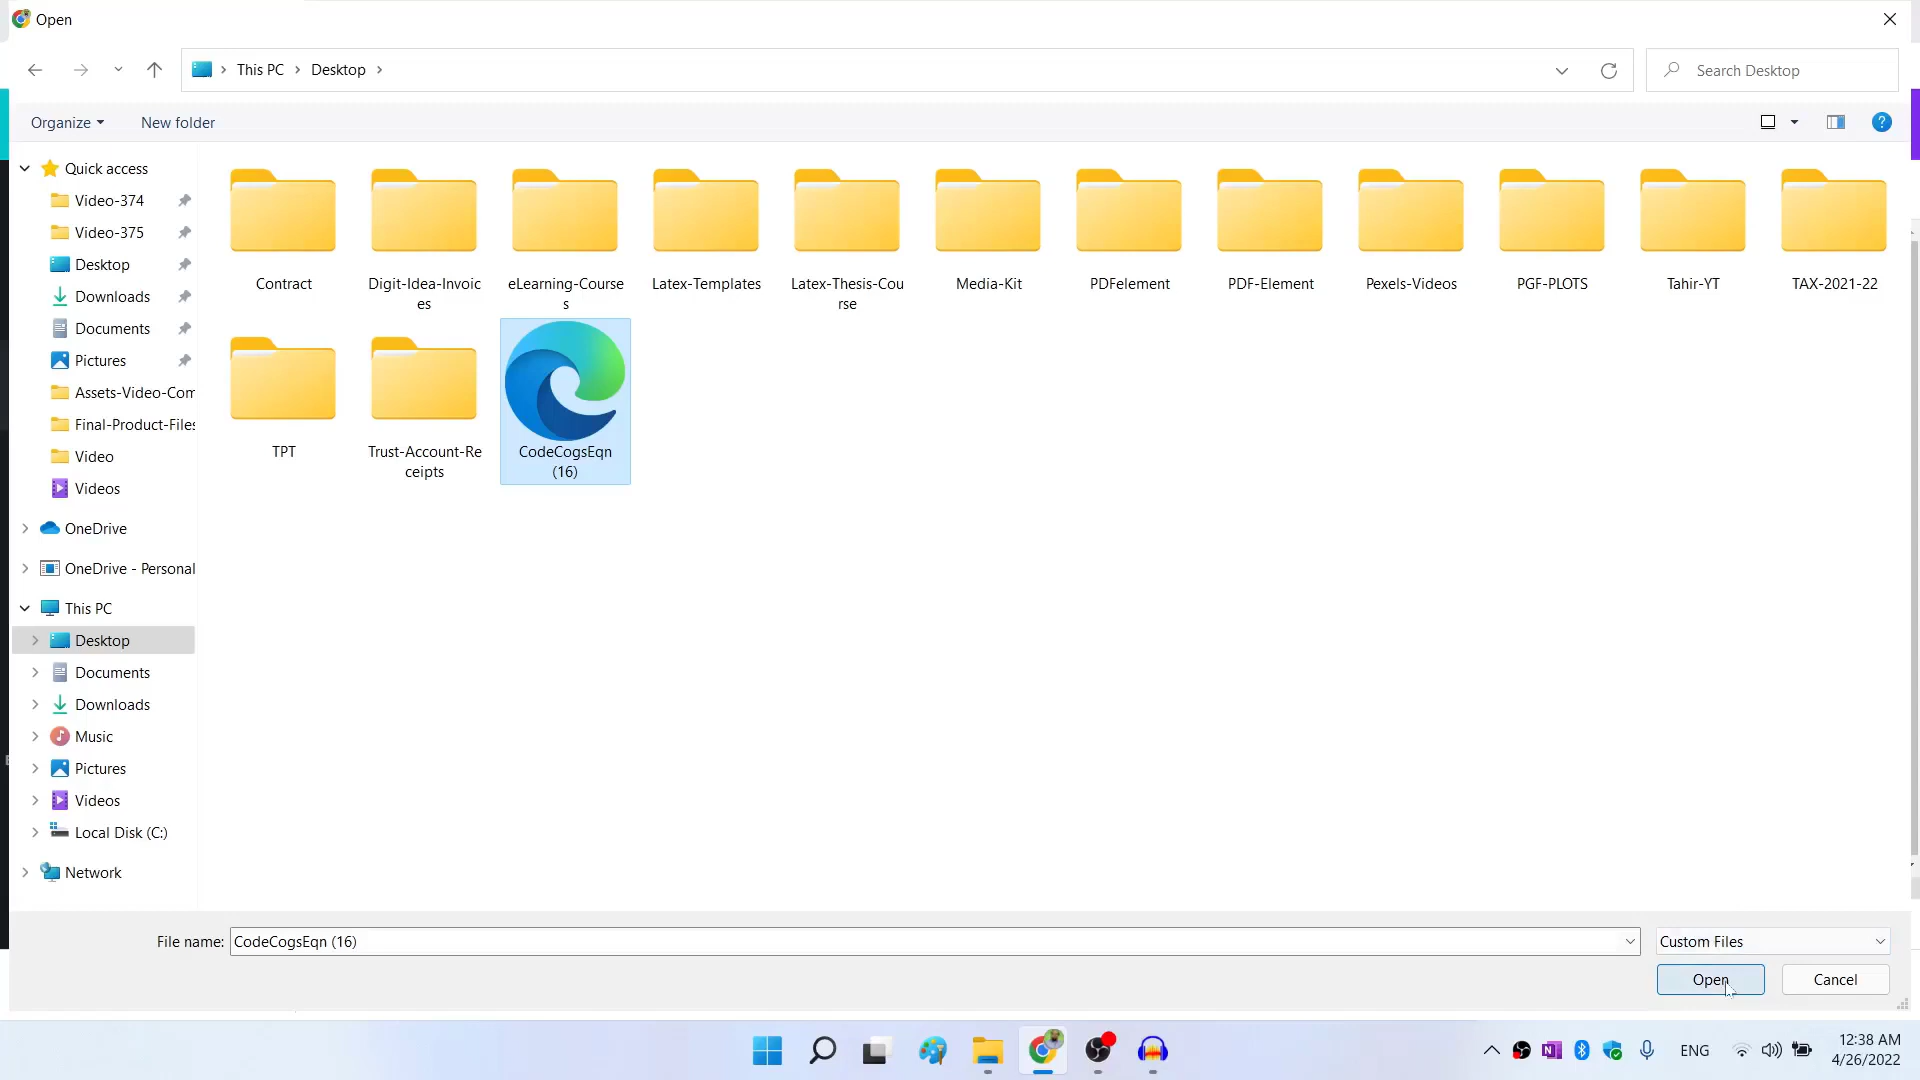 Open
This PC
Desktop
Search Desktop
Organize
New folder
?
Quick access
Video-374
Video-375
Desktop
Downloads
Documents
Pictures
Assets-Video-Com
Final-Product-Files
Video
Videos
OneDrive
OneDrive - Personal
This PC
Desktop
Documents
Downloads
Music
Pictures
Videos
Local Disk (C:)
Network
Contract
Digit-Idea-Invoic
es
eLearning-Course
s
Latex-Templates
Latex-Thesis-Cou
rse
Media-Kit
PDFelement
PDF-Element
Pexels-Videos
PGF-PLOTS
Tahir-YT
TAX-2021-22
TPT
Trust-Account-Re
ceipts
CodeCogsEqn
(16)
File name:
CodeCogsEqn (16)
Custom Files
Open
Cancel
N
ENG
12:38 AM
4/26/2022